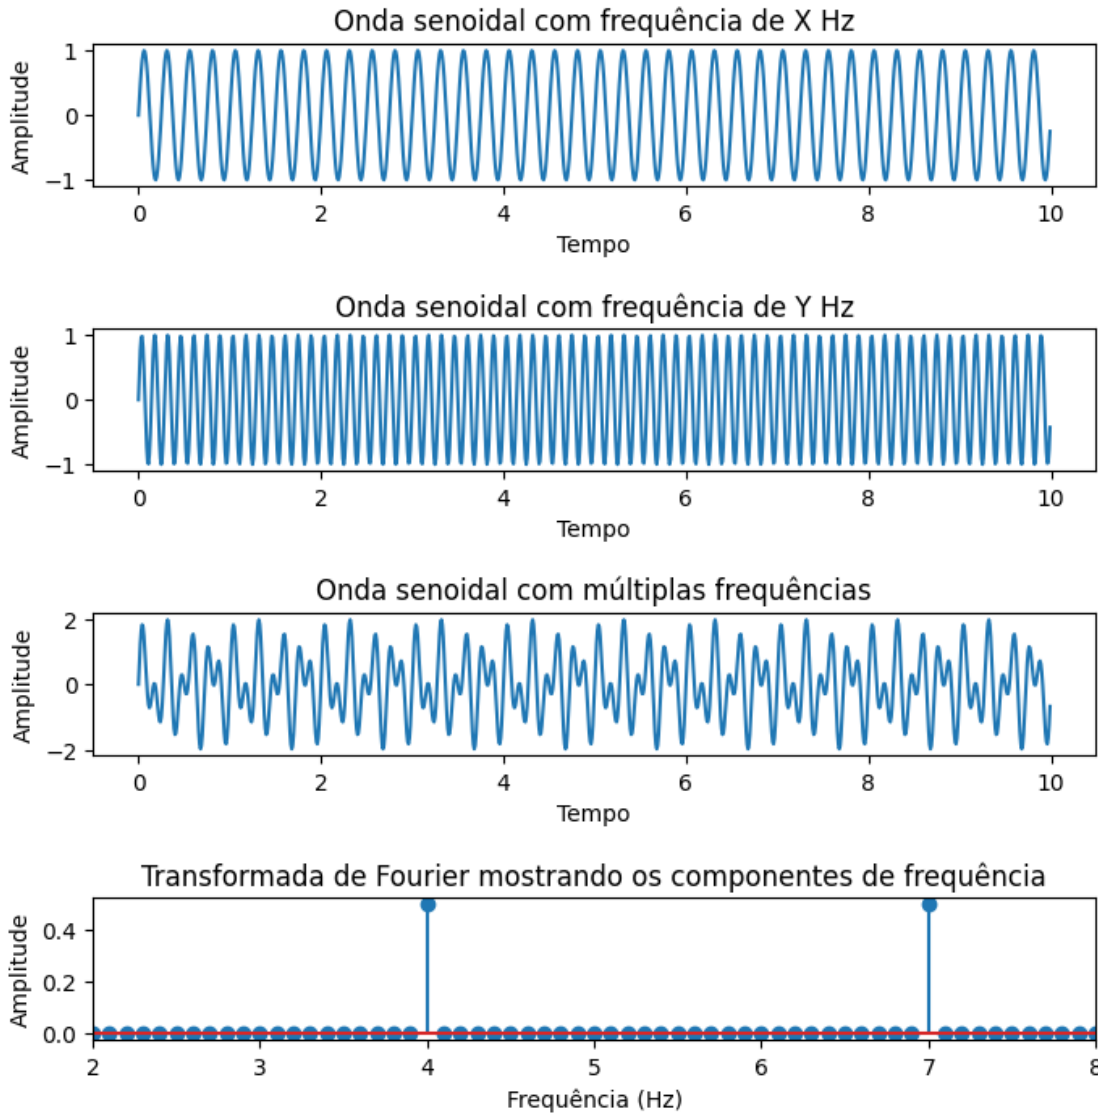 Onda senoidal com frequência de X Hz
1
0
−1
Amplitude
0 2 4 6 8 10
Tempo
Onda senoidal com frequência de Y Hz
1
0
−1
Amplitude
0 2 4 6 8 10
Tempo
Onda senoidal com múltiplas frequências
2
0
−2
Amplitude
0 2 4 6 8 10
Tempo
Transformada de Fourier mostrando os componentes de frequência
0.4
0.2
0.0
Amplitude
2 3 4 5 6 7 8
Frequência (Hz)